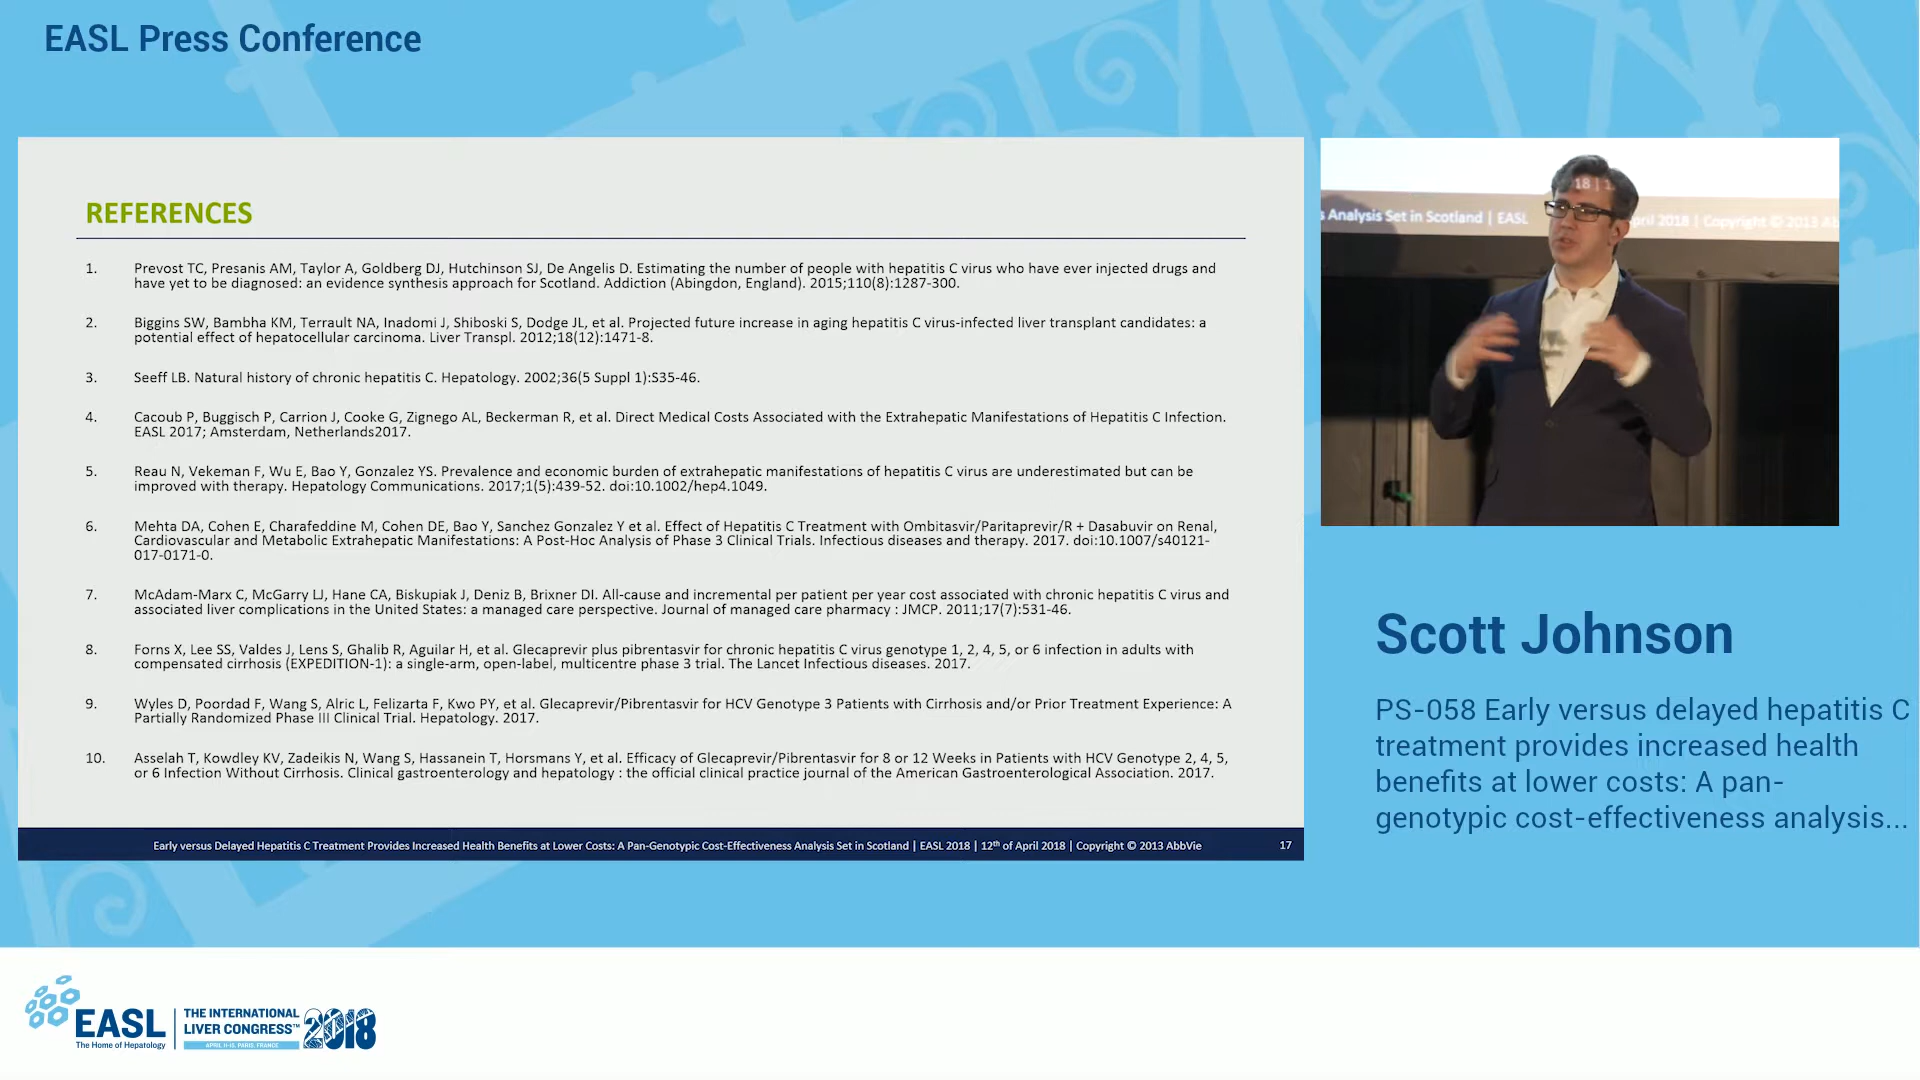 EASL Press Conference
REFERENCES
1. Prevost TC, Presanis AM, Taylor A, Goldberg DJ, Hutchinson SJ, De Angelis D. Estimating the number of people with hepatitis C virus who have ever injected drugs and
have yet to be diagnosed: an evidence synthesis approach for Scotland. Addiction (Abingdon, England). 2015;110(8):1287-300.
2. Biggins SW, Bambha KM, Terrault NA, Inadomi J, Shiboski S, Dodge JL, et al. Projected future increase in aging hepatitis C virus-infected liver transplant candidates: a
potential effect of hepatocellular carcinoma. Liver Transpl. 2012;18(12):1471-8.
3. Seeff LB. Natural history of chronic hepatitis C. Hepatology. 2002;36(5 Suppl 1):S35-46.
4. Cacoub P, Buggisch P, Carrion J, Cooke G, Zignego AL, Beckerman R, et al. Direct Medical Costs Associated with the Extrahepatic Manifestations of Hepatitis C Infection.
EASL 2017; Amsterdam, Netherlands2017.
5. Reau N, Vekeman F, Wu E, Bao Y, Gonzalez YS. Prevalence and economic burden of extrahepatic manifestations of hepatitis C virus are underestimated but can be
improved with therapy. Hepatology Communications. 2017;1(5):439-52. doi:10.1002/hep4.1049.
6. Mehta DA, Cohen E, Charafeddine M, Cohen DE, Bao Y, Sanchez Gonzalez Y et al. Effect of Hepatitis C Treatment with Ombitasvir/Paritaprevir/R + Dasabuvir on Renal,
Cardiovascular and Metabolic Extrahepatic Manifestations: A Post-Hoc Analysis of Phase 3 Clinical Trials. Infectious diseases and therapy. 2017. doi:10.1007/s40121-
017-0171-0.
7. McAdam-Marx C, McGarry LJ, Hane CA, Biskupiak J, Deniz B, Brixner DI. All-cause and incremental per patient per year cost associated with chronic hepatitis C virus and
associated liver complications in the United States: a managed care perspective. Journal of managed care pharmacy : JMCP. 2011;17(7):531-46.
8. Forns X, Lee SS, Valdes J, Lens S, Ghalib R, Aguilar H, et al. Glecaprevir plus pibrentasvir for chronic hepatitis C virus genotype 1, 2, 4, 5, or 6 infection in adults with
compensated cirrhosis (EXPEDITION-1): a single-arm, open-label, multicentre phase 3 trial. The Lancet Infectious diseases. 2017.
9. Wyles D, Poordad F, Wang S, Alric L, Felizarta F, Kwo PY, et al. Glecaprevir/Pibrentasvir for HCV Genotype 3 Patients with Cirrhosis and/or Prior Treatment Experience: A
Partially Randomized Phase III Clinical Trial. Hepatology. 2017.
10. Asselah T, Kowdley KV, Zadeikis N, Wang S, Hassanein T, Horsmans Y, et al. Efficacy of Glecaprevir/Pibrentasvir for 8 or 12 Weeks in Patients with HCV Genotype 2, 4, 5,
or 6 Infection Without Cirrhosis. Clinical gastroenterology and hepatology : the official clinical practice journal of the American Gastroenterological Association. 2017.
Early versus Delayed Hepatitis C Treatment Provides Increased Health Benefits at Lower Costs: A Pan-Genotypic Cost-Effectiveness Analysis Set in Scotland | EASL 2018 | 12th of April 2018 | Copyright © 2013 AbbVie 17
18 | 1
s Analysis Set in Scotland | EASL pril 2018 | Copyright © 2013 Ab
Scott Johnson
PS-058 Early versus delayed hepatitis C
treatment provides increased health
benefits at lower costs: A pan-
genotypic cost-effectiveness analysis...
EASL
The Home of Hepatology
THE INTERNATIONAL
LIVER CONGRESS™ 2018
APRIL 11-15, PARIS, FRANCE